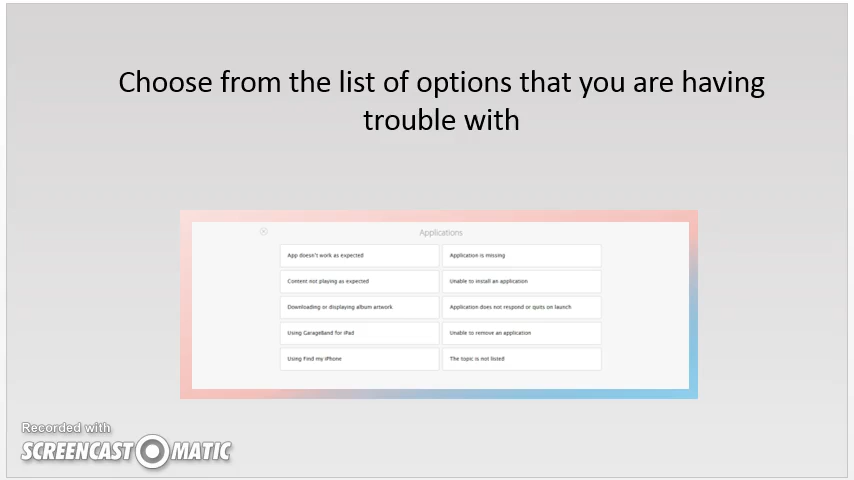 Choose from the list of options that you are having
trouble with
Applications
App doesn't work as expected
Application is missing
Content not playing as expected
Unable to install an application
Downloading or displaying album artwork
Application does not respond or quits on launch
Using GarageBand for iPad
Unable to remove an application
Using Find my iPhone
The topic is not listed
Recorded with
SCREENCAST MATIC